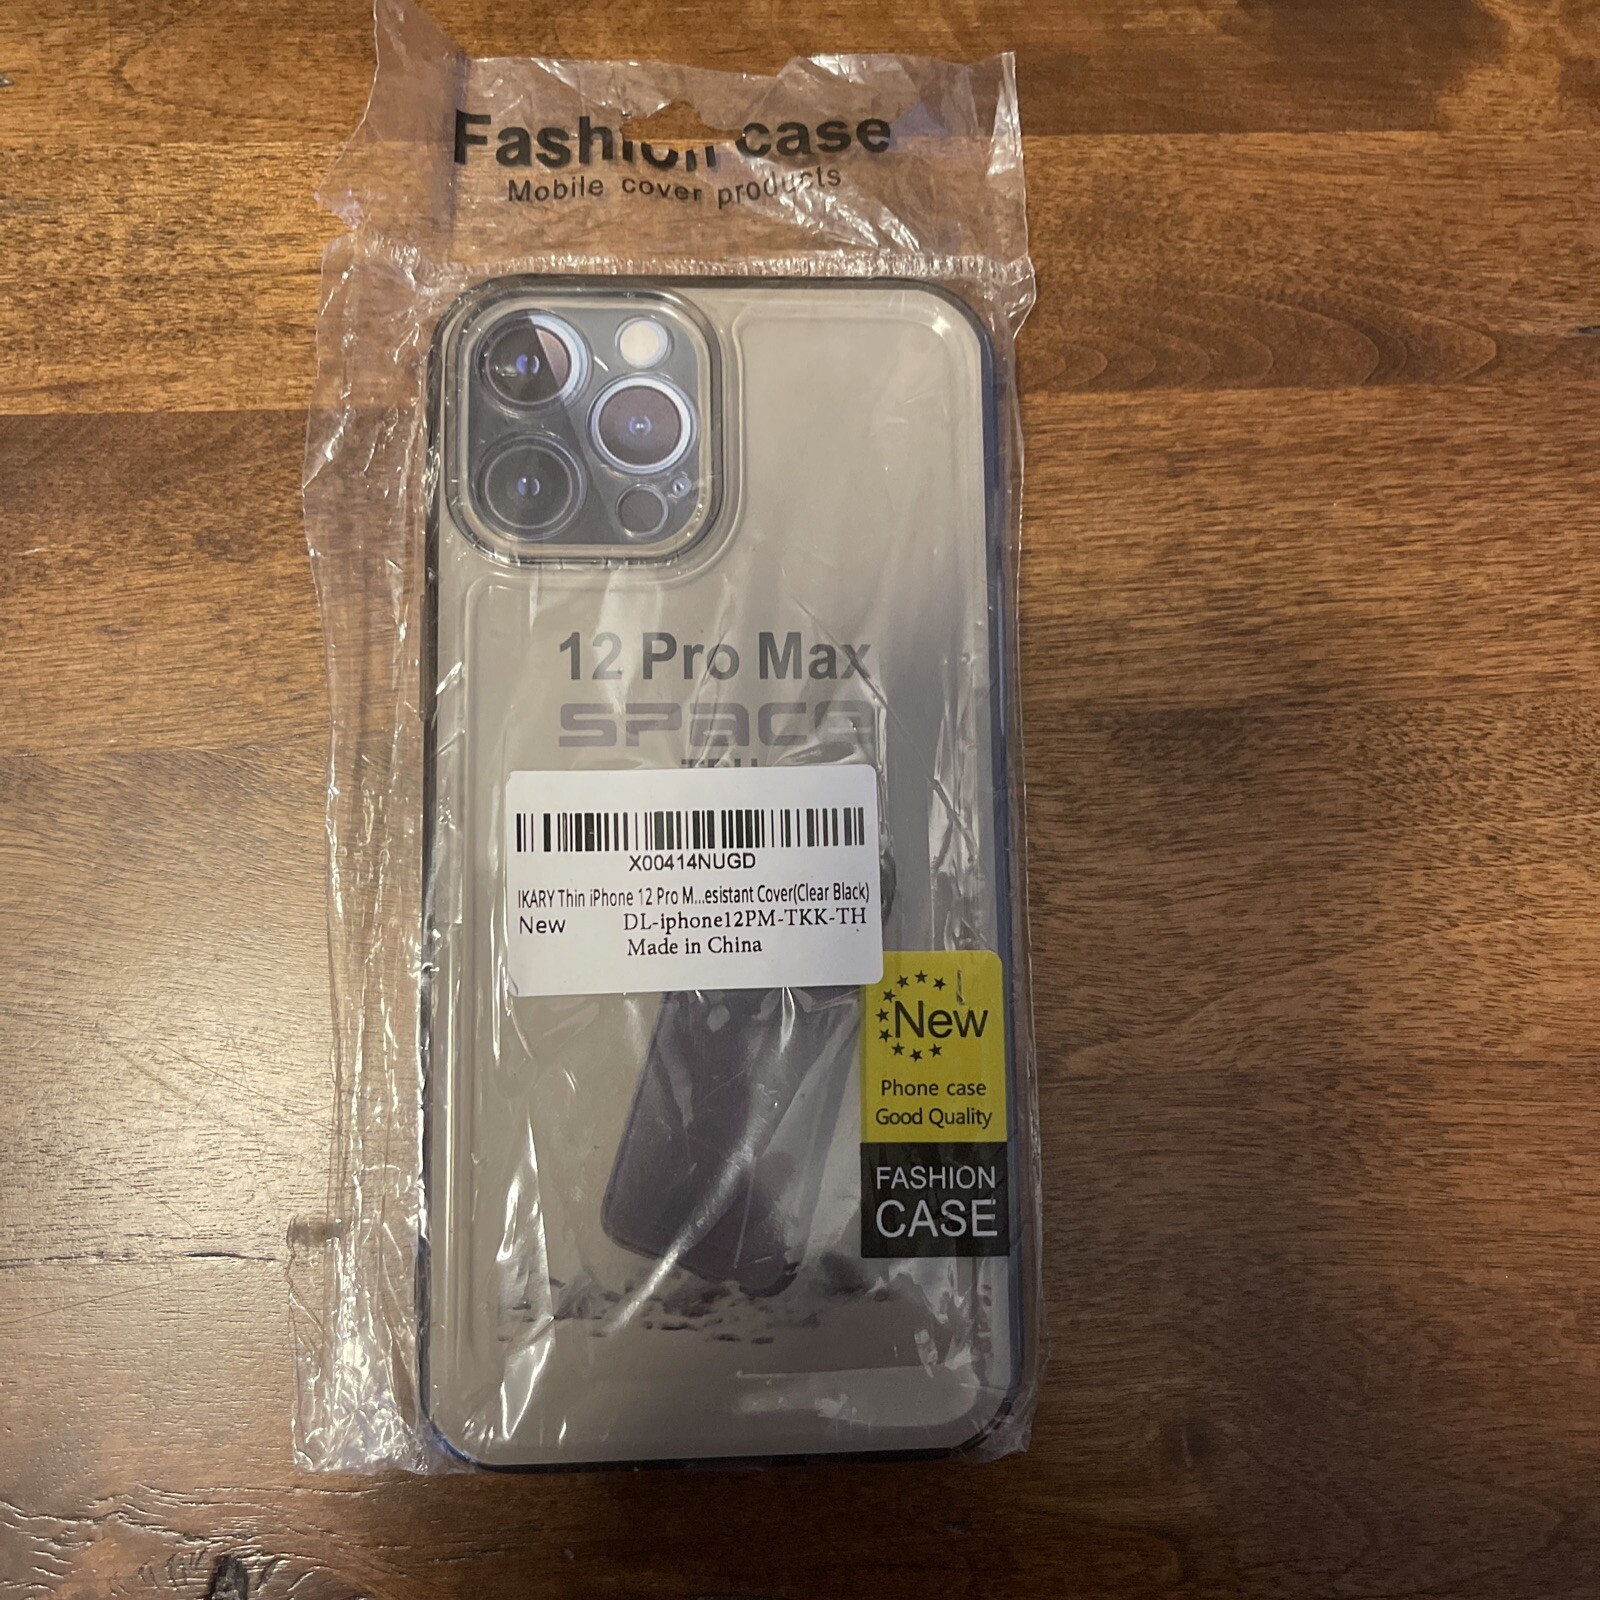 Fashion case
Mobile cover products
12 Pro Max
SPACE
TPU
X00414NUGD
IKARY Thin iPhone 12 Pro M...esistant Cover(Clear Black)
New DL-iphone12PM-TKK-TH
Made in China
New
Phone case
Good Quality
FASHION
CASE